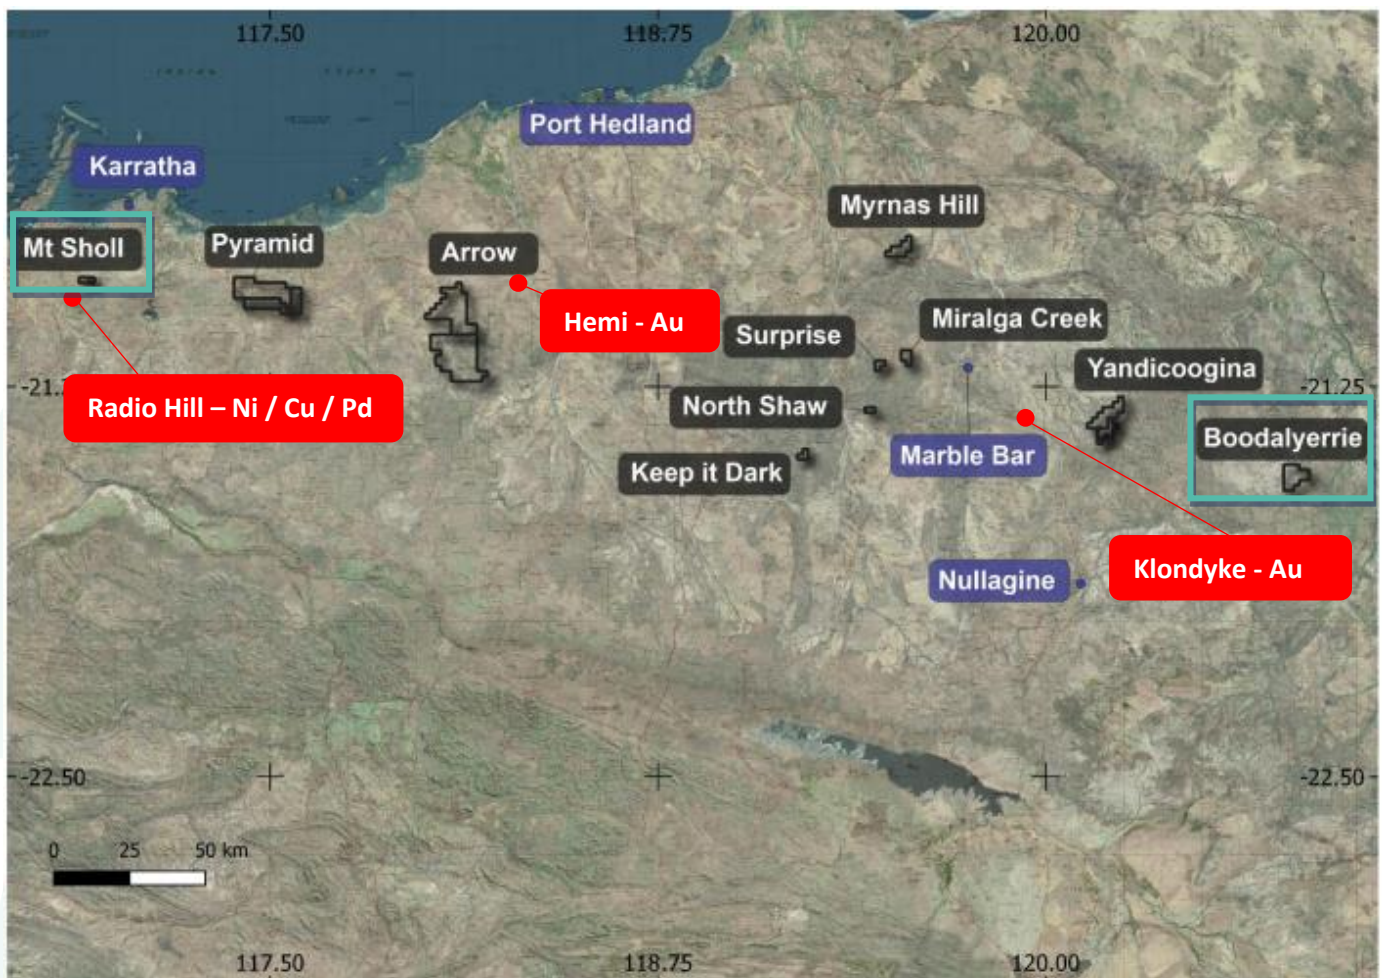 117.50
118.75
120.00
Port Hedland
Karratha
Myrnas Hill
Mt Sholl
Pyramid
Arrow
Hemi - Au
Miralga Creek
Surprise
Yandicoogina
-21.25
Radio Hill – Ni / Cu / Pd
North Shaw
Boodalyerrie
Marble Bar
Keep it Dark
Klondyke - Au
Nullagine
-22.50
-22.50
0 25 50 km
117.50
118.75
120.00